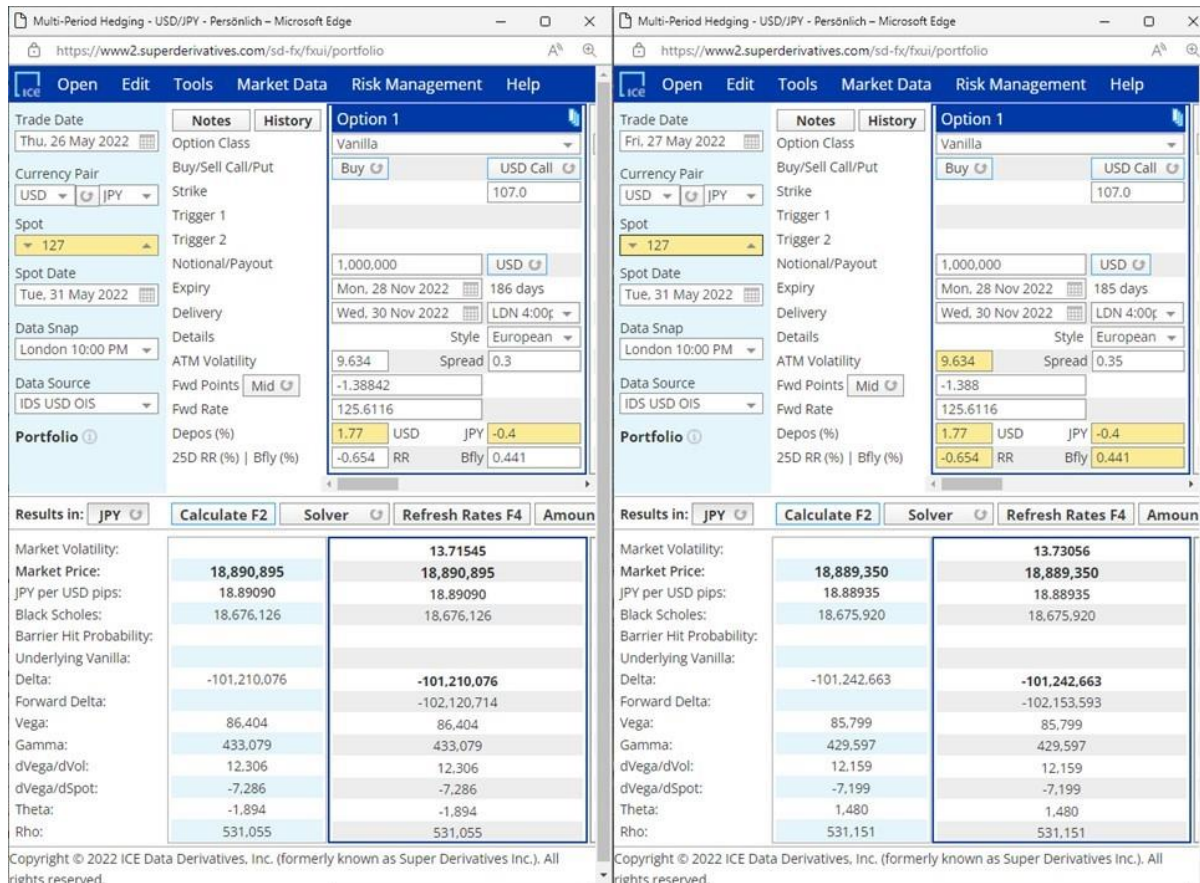 Multi-Period Hedging - USD/JPY - Persönlich – Microsoft Edge
https://www2.superderivatives.com/sd-fx/fxui/portfolio
ice Open Edit Tools Market Data Risk Management Help
Trade Date
Thu, 26 May 2022
Currency Pair
USD JPY
Spot
127
Spot Date
Tue, 31 May 2022
Data Snap
London 10:00 PM
Data Source
IDS USD OIS
Portfolio
Notes History Option 1
Option Class Vanilla
Buy/Sell Call/Put Buy USD Call
Strike 107.0
Trigger 1
Trigger 2
Notional/Payout 1,000,000 USD
Expiry Mon, 28 Nov 2022 186 days
Delivery Wed, 30 Nov 2022 LDN 4:00p
Details Style European
ATM Volatility 9.634 Spread 0.3
Fwd Points Mid -1.38842
Fwd Rate 125.6116
Depos (%) 1.77 USD JPY -0.4
25D RR (%) | Bfly (%) -0.654 RR Bfly 0.441
Results in: JPY Calculate F2 Solver Refresh Rates F4 Amoun
Market Volatility: 13.71545
Market Price: 18,890,895 18,890,895
JPY per USD pips: 18.89090 18.89090
Black Scholes: 18,676,126 18,676,126
Barrier Hit Probability:
Underlying Vanilla:
Delta: -101,210,076 -101,210,076
Forward Delta: -102,120,714
Vega: 86,404 86,404
Gamma: 433,079 433,079
dVega/dVol: 12,306 12,306
dVega/dSpot: -7,286 -7,286
Theta: -1,894 -1,894
Rho: 531,055 531,055
Copyright © 2022 ICE Data Derivatives, Inc. (formerly known as Super Derivatives Inc.). All
rights reserved.
Multi-Period Hedging - USD/JPY - Persönlich – Microsoft Edge
https://www2.superderivatives.com/sd-fx/fxui/portfolio
ice Open Edit Tools Market Data Risk Management Help
Trade Date
Fri, 27 May 2022
Currency Pair
USD JPY
Spot
127
Spot Date
Tue, 31 May 2022
Data Snap
London 10:00 PM
Data Source
IDS USD OIS
Portfolio
Notes History Option 1
Option Class Vanilla
Buy/Sell Call/Put Buy USD Call
Strike 107.0
Trigger 1
Trigger 2
Notional/Payout 1,000,000 USD
Expiry Mon, 28 Nov 2022 185 days
Delivery Wed, 30 Nov 2022 LDN 4:00p
Details Style European
ATM Volatility 9.634 Spread 0.35
Fwd Points Mid -1.388
Fwd Rate 125.6116
Depos (%) 1.77 USD JPY -0.4
25D RR (%) | Bfly (%) -0.654 RR Bfly 0.441
Results in: JPY Calculate F2 Solver Refresh Rates F4 Amoun
Market Volatility: 13.73056
Market Price: 18,889,350 18,889,350
JPY per USD pips: 18.88935 18.88935
Black Scholes: 18,675,920 18,675,920
Barrier Hit Probability:
Underlying Vanilla:
Delta: -101,242,663 -101,242,663
Forward Delta: -102,153,593
Vega: 85,799 85,799
Gamma: 429,597 429,597
dVega/dVol: 12,159 12,159
dVega/dSpot: -7,199 -7,199
Theta: 1,480 1,480
Rho: 531,151 531,151
Copyright © 2022 ICE Data Derivatives, Inc. (formerly known as Super Derivatives Inc.). All
rights reserved.